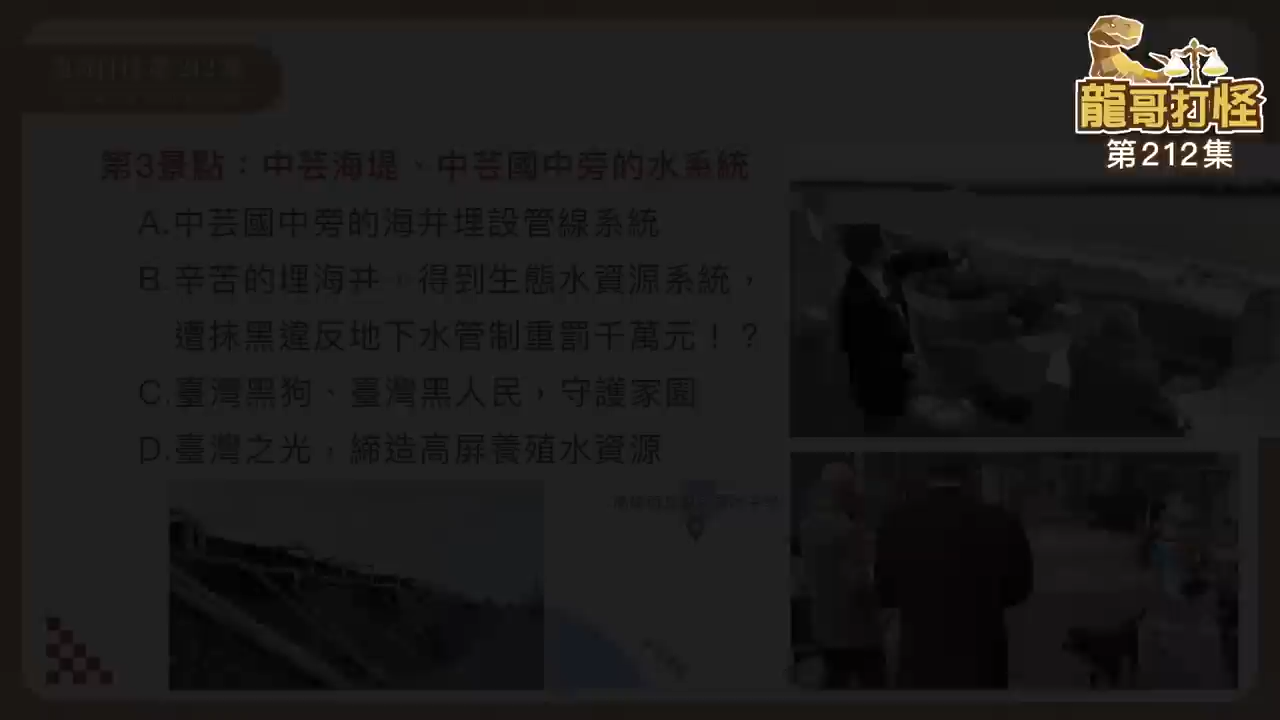 龍哥打怪
第212集
第3景點：中芸海堤、中芸國中旁的水系統
A.中芸國中旁的海井埋設管線系統
B.辛苦的埋海井，得到生態水資源系統，
遭抹黑違反地下水管制重罰千萬元！？
C.臺灣黑狗、臺灣黑人民，守護家園
D.臺灣之光，締造高屏養殖水資源